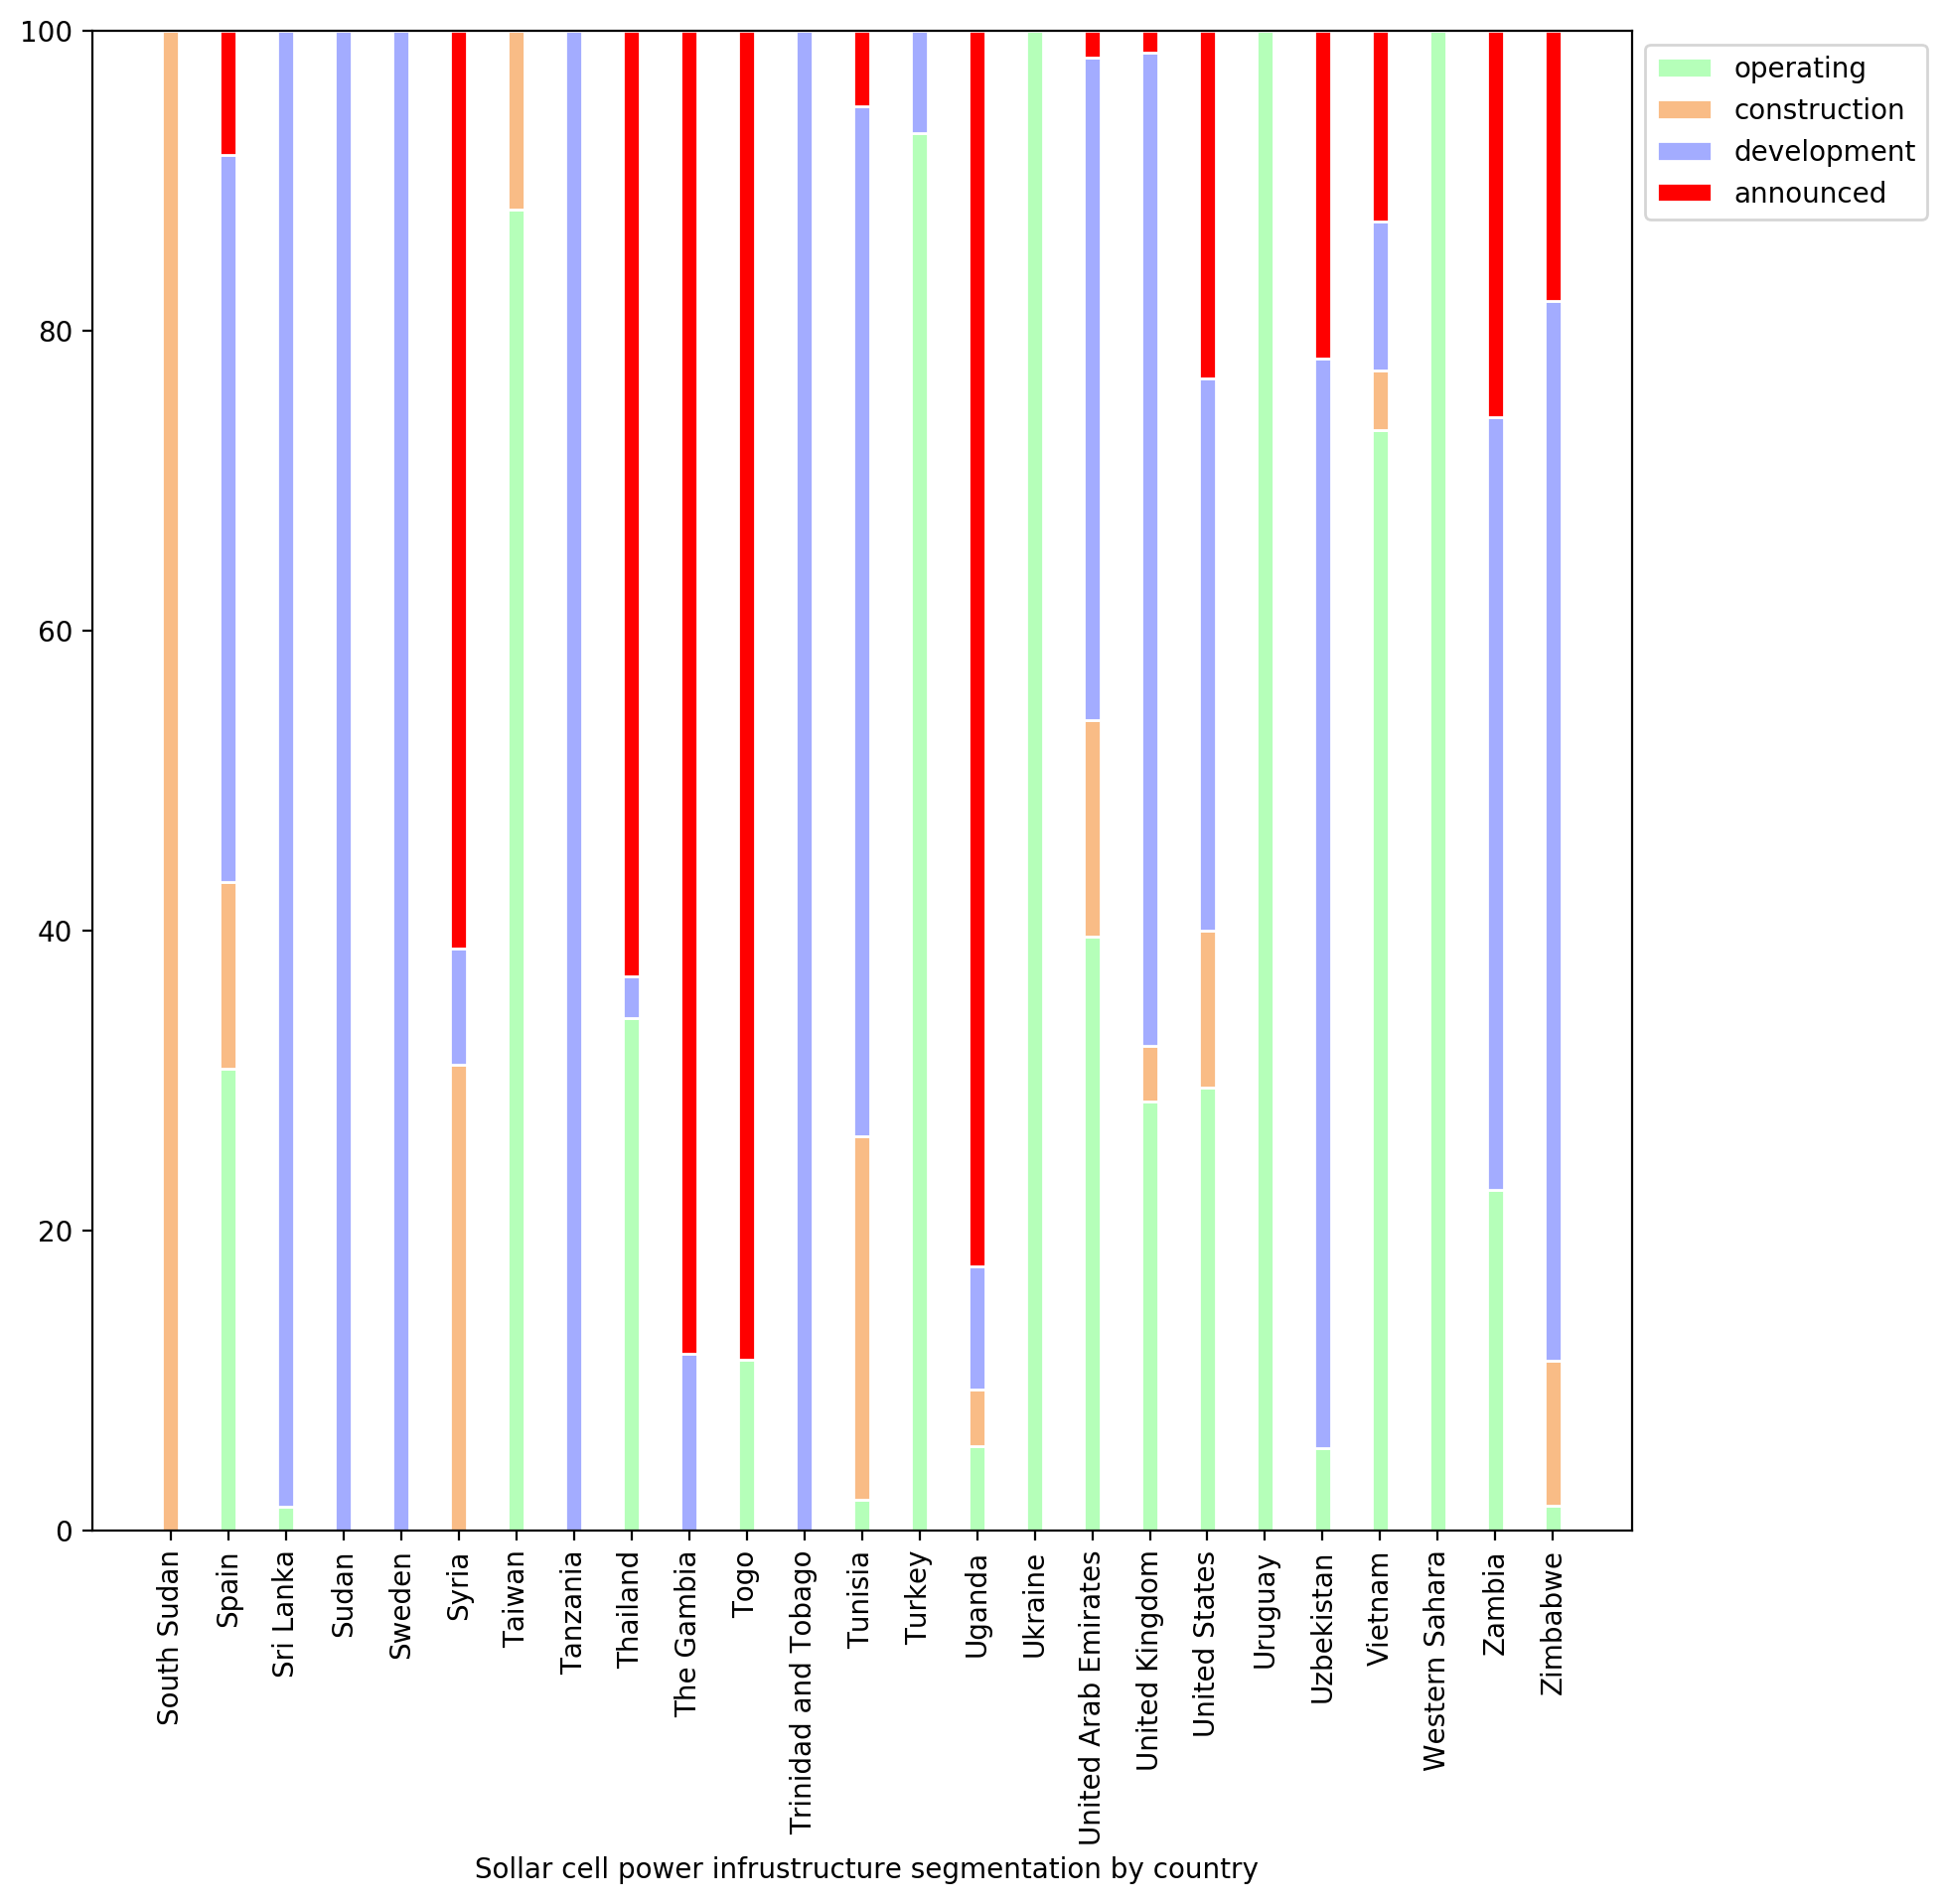 100
80
60
40
20
0
operating
construction
development
announced
South Sudan
Spain
Sri Lanka
Sudan
Sweden
Syria
Taiwan
Tanzania
Thailand
The Gambia
Togo
Trinidad and Tobago
Tunisia
Turkey
Uganda
Ukraine
United Arab Emirates
United Kingdom
United States
Uruguay
Uzbekistan
Vietnam
Western Sahara
Zambia
Zimbabwe
Sollar cell power infrustructure segmentation by country